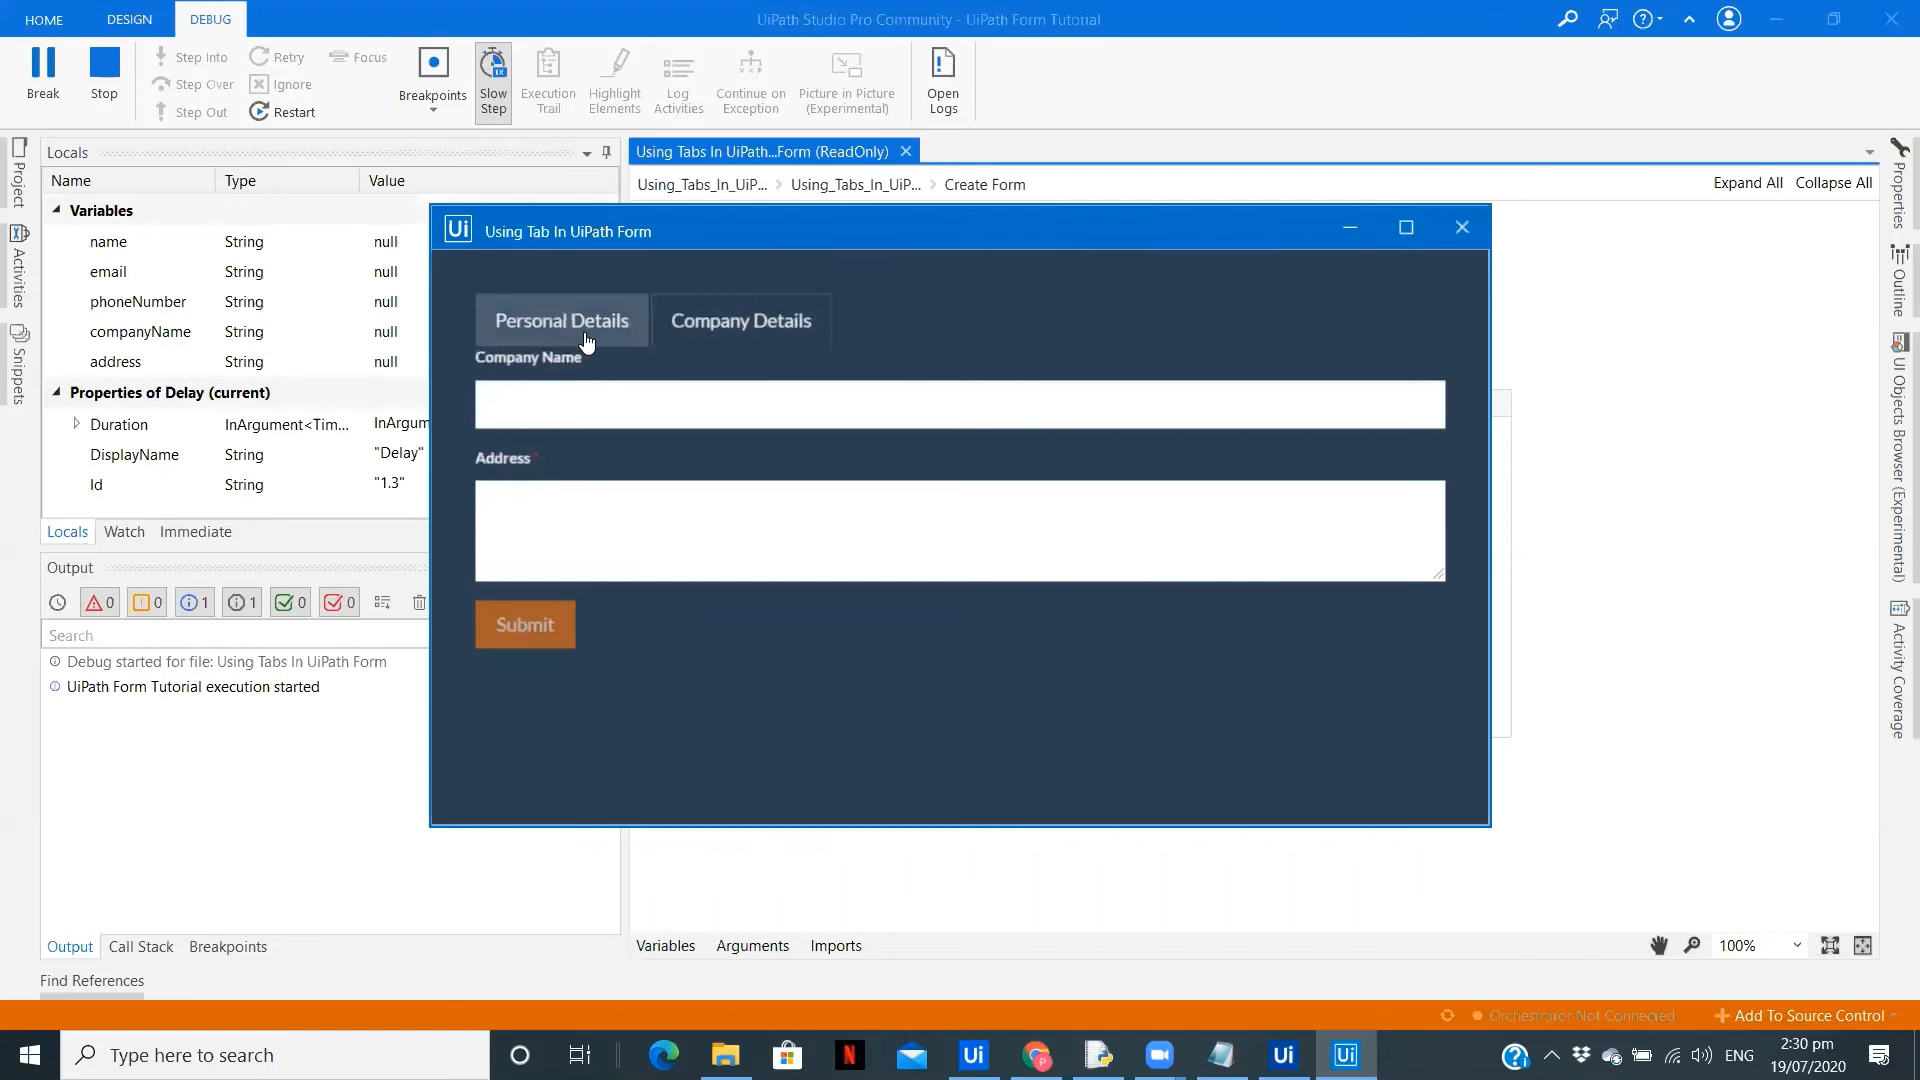 HOME
DESIGN
DEBUG
UiPath Studio Pro Community - UiPath Form Tutorial
Break
Stop
Step Into
Step Over
Step Out
Retry
Ignore
Restart
Focus
Breakpoints
Slow Step
Execution Trail
Highlight Elements
Log Activities
Continue on Exception
Picture in Picture (Experimental)
Open Logs
Project
Activities
Snippets
Locals
Name Type Value
Variables
name String null
email String null
phoneNumber String null
companyName String null
address String null
Properties of Delay (current)
Duration InArgument<Tim... InArgum
DisplayName String "Delay"
Id String "1.3"
Locals Watch Immediate
Output
0
0
1
1
0
0
Search
Debug started for file: Using Tabs In UiPath Form
UiPath Form Tutorial execution started
Output Call Stack Breakpoints
Find References
Using Tabs In UiPath...Form (ReadOnly)
Using_Tabs_In_UiP... > Using_Tabs_In_UiP... > Create Form
Expand All Collapse All
Ui Using Tab In UiPath Form
Personal Details
Company Details
Company Name
Address *
Submit
Variables Arguments Imports
100%
Properties
Outline
UI Objects Browser (Experimental)
Activity Coverage
Orchestrator Not Connected
Add To Source Control
Type here to search
N
Ui
Ui
Ui
ENG
2:30 pm
19/07/2020